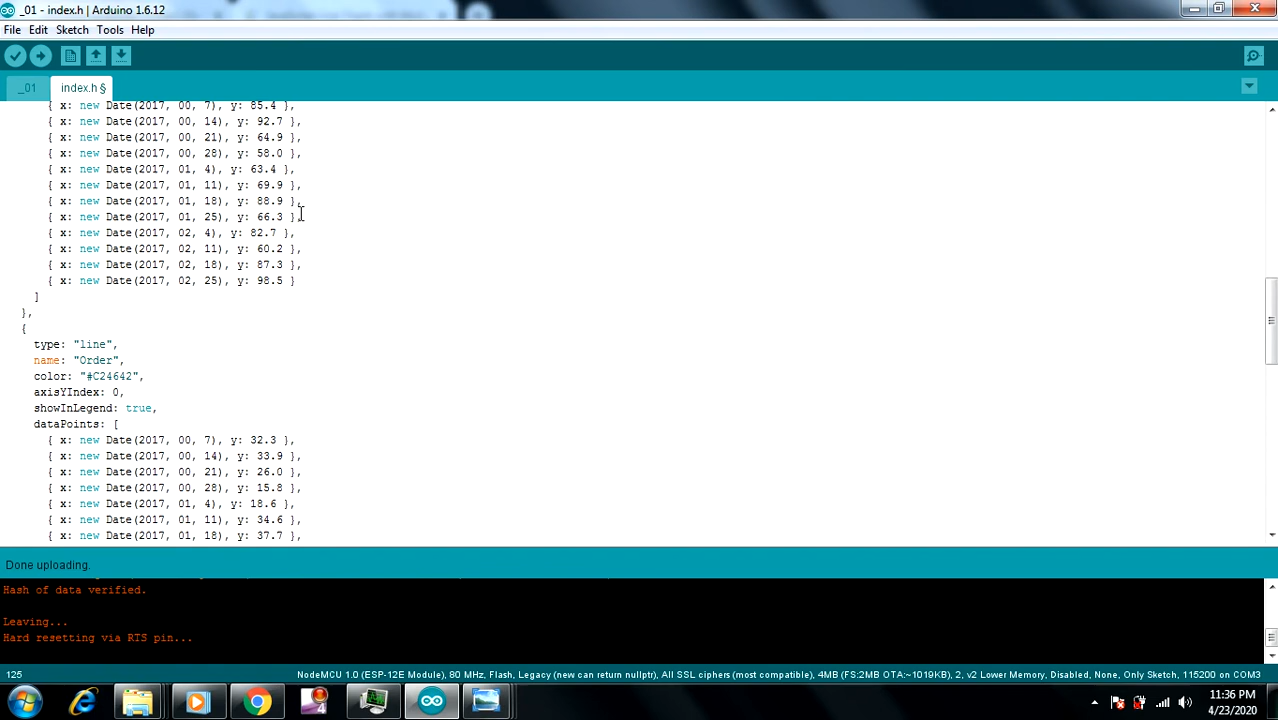 _01 - index.h | Arduino 1.6.12
File Edit Sketch Tools Help
_01 index.h §
{ x: new Date(2017, 00, 7), y: 85.4 },
{ x: new Date(2017, 00, 14), y: 92.7 },
{ x: new Date(2017, 00, 21), y: 64.9 },
{ x: new Date(2017, 00, 28), y: 58.0 },
{ x: new Date(2017, 01, 4), y: 63.4 },
{ x: new Date(2017, 01, 11), y: 69.9 },
{ x: new Date(2017, 01, 18), y: 88.9 },
{ x: new Date(2017, 01, 25), y: 66.3 },
{ x: new Date(2017, 02, 4), y: 82.7 },
{ x: new Date(2017, 02, 11), y: 60.2 },
{ x: new Date(2017, 02, 18), y: 87.3 },
{ x: new Date(2017, 02, 25), y: 98.5 }
]
},
{
type: "line",
name: "Order",
color: "#C24642",
axisYIndex: 0,
showInLegend: true,
dataPoints: [
{ x: new Date(2017, 00, 7), y: 32.3 },
{ x: new Date(2017, 00, 14), y: 33.9 },
{ x: new Date(2017, 00, 21), y: 26.0 },
{ x: new Date(2017, 00, 28), y: 15.8 },
{ x: new Date(2017, 01, 4), y: 18.6 },
{ x: new Date(2017, 01, 11), y: 34.6 },
{ x: new Date(2017, 01, 18), y: 37.7 },
Done uploading.
Hash of data verified.
Leaving...
Hard resetting via RTS pin...
125 NodeMCU 1.0 (ESP-12E Module), 80 MHz, Flash, Legacy (new can return nullptr), All SSL ciphers (most compatible), 4MB (FS:2MB OTA:~1019KB), 2, v2 Lower Memory, Disabled, None, Only Sketch, 115200 on COM3
11:36 PM
4/23/2020